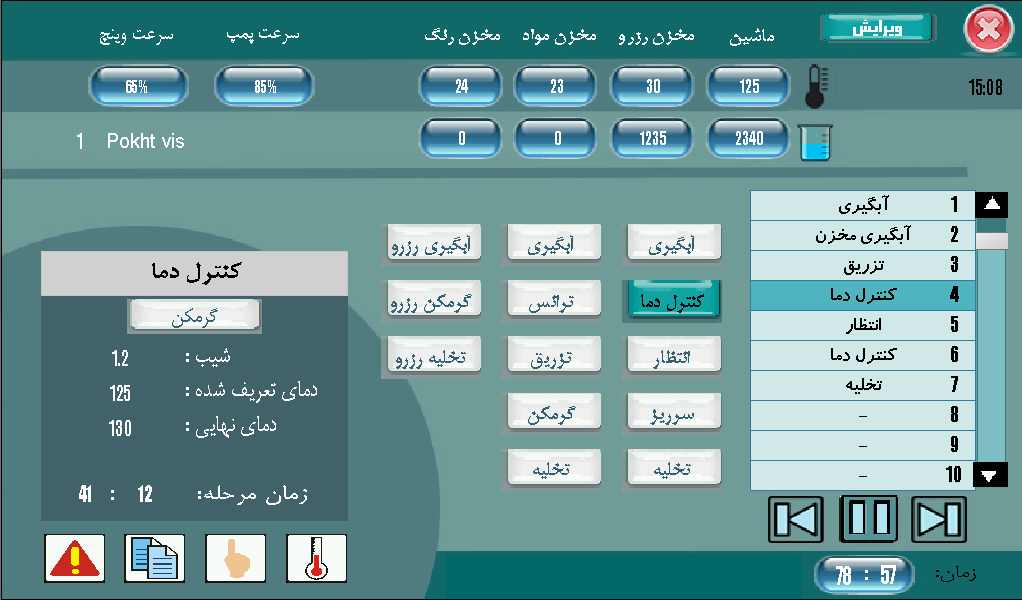 ویرایش
ماشین مخزن رزرو مخزن مواد مخزن رنگ سرعت پمپ سرعت وینچ
125 30 23 24 85% 65%
15:08
2340 1235 0 0
1 Pokht vis
1 آبگیری
2 آبگیری مخزن
3 تزریق
4 کنترل دما
5 انتظار
6 کنترل دما
7 تخلیه
8 –
9 –
10 –
آبگیری آبگیری آبگیری رزرو
کنترل دما ترانس گرمکن رزرو
انتظار تزریق تخلیه رزرو
سرریز گرمکن
تخلیه تخلیه
کنترل دما
گرمکن
شیب : 1.2
دمای تعریف شده : 125
دمای نهایی : 130
زمان مرحله: 41 : 12
زمان: 78 : 57